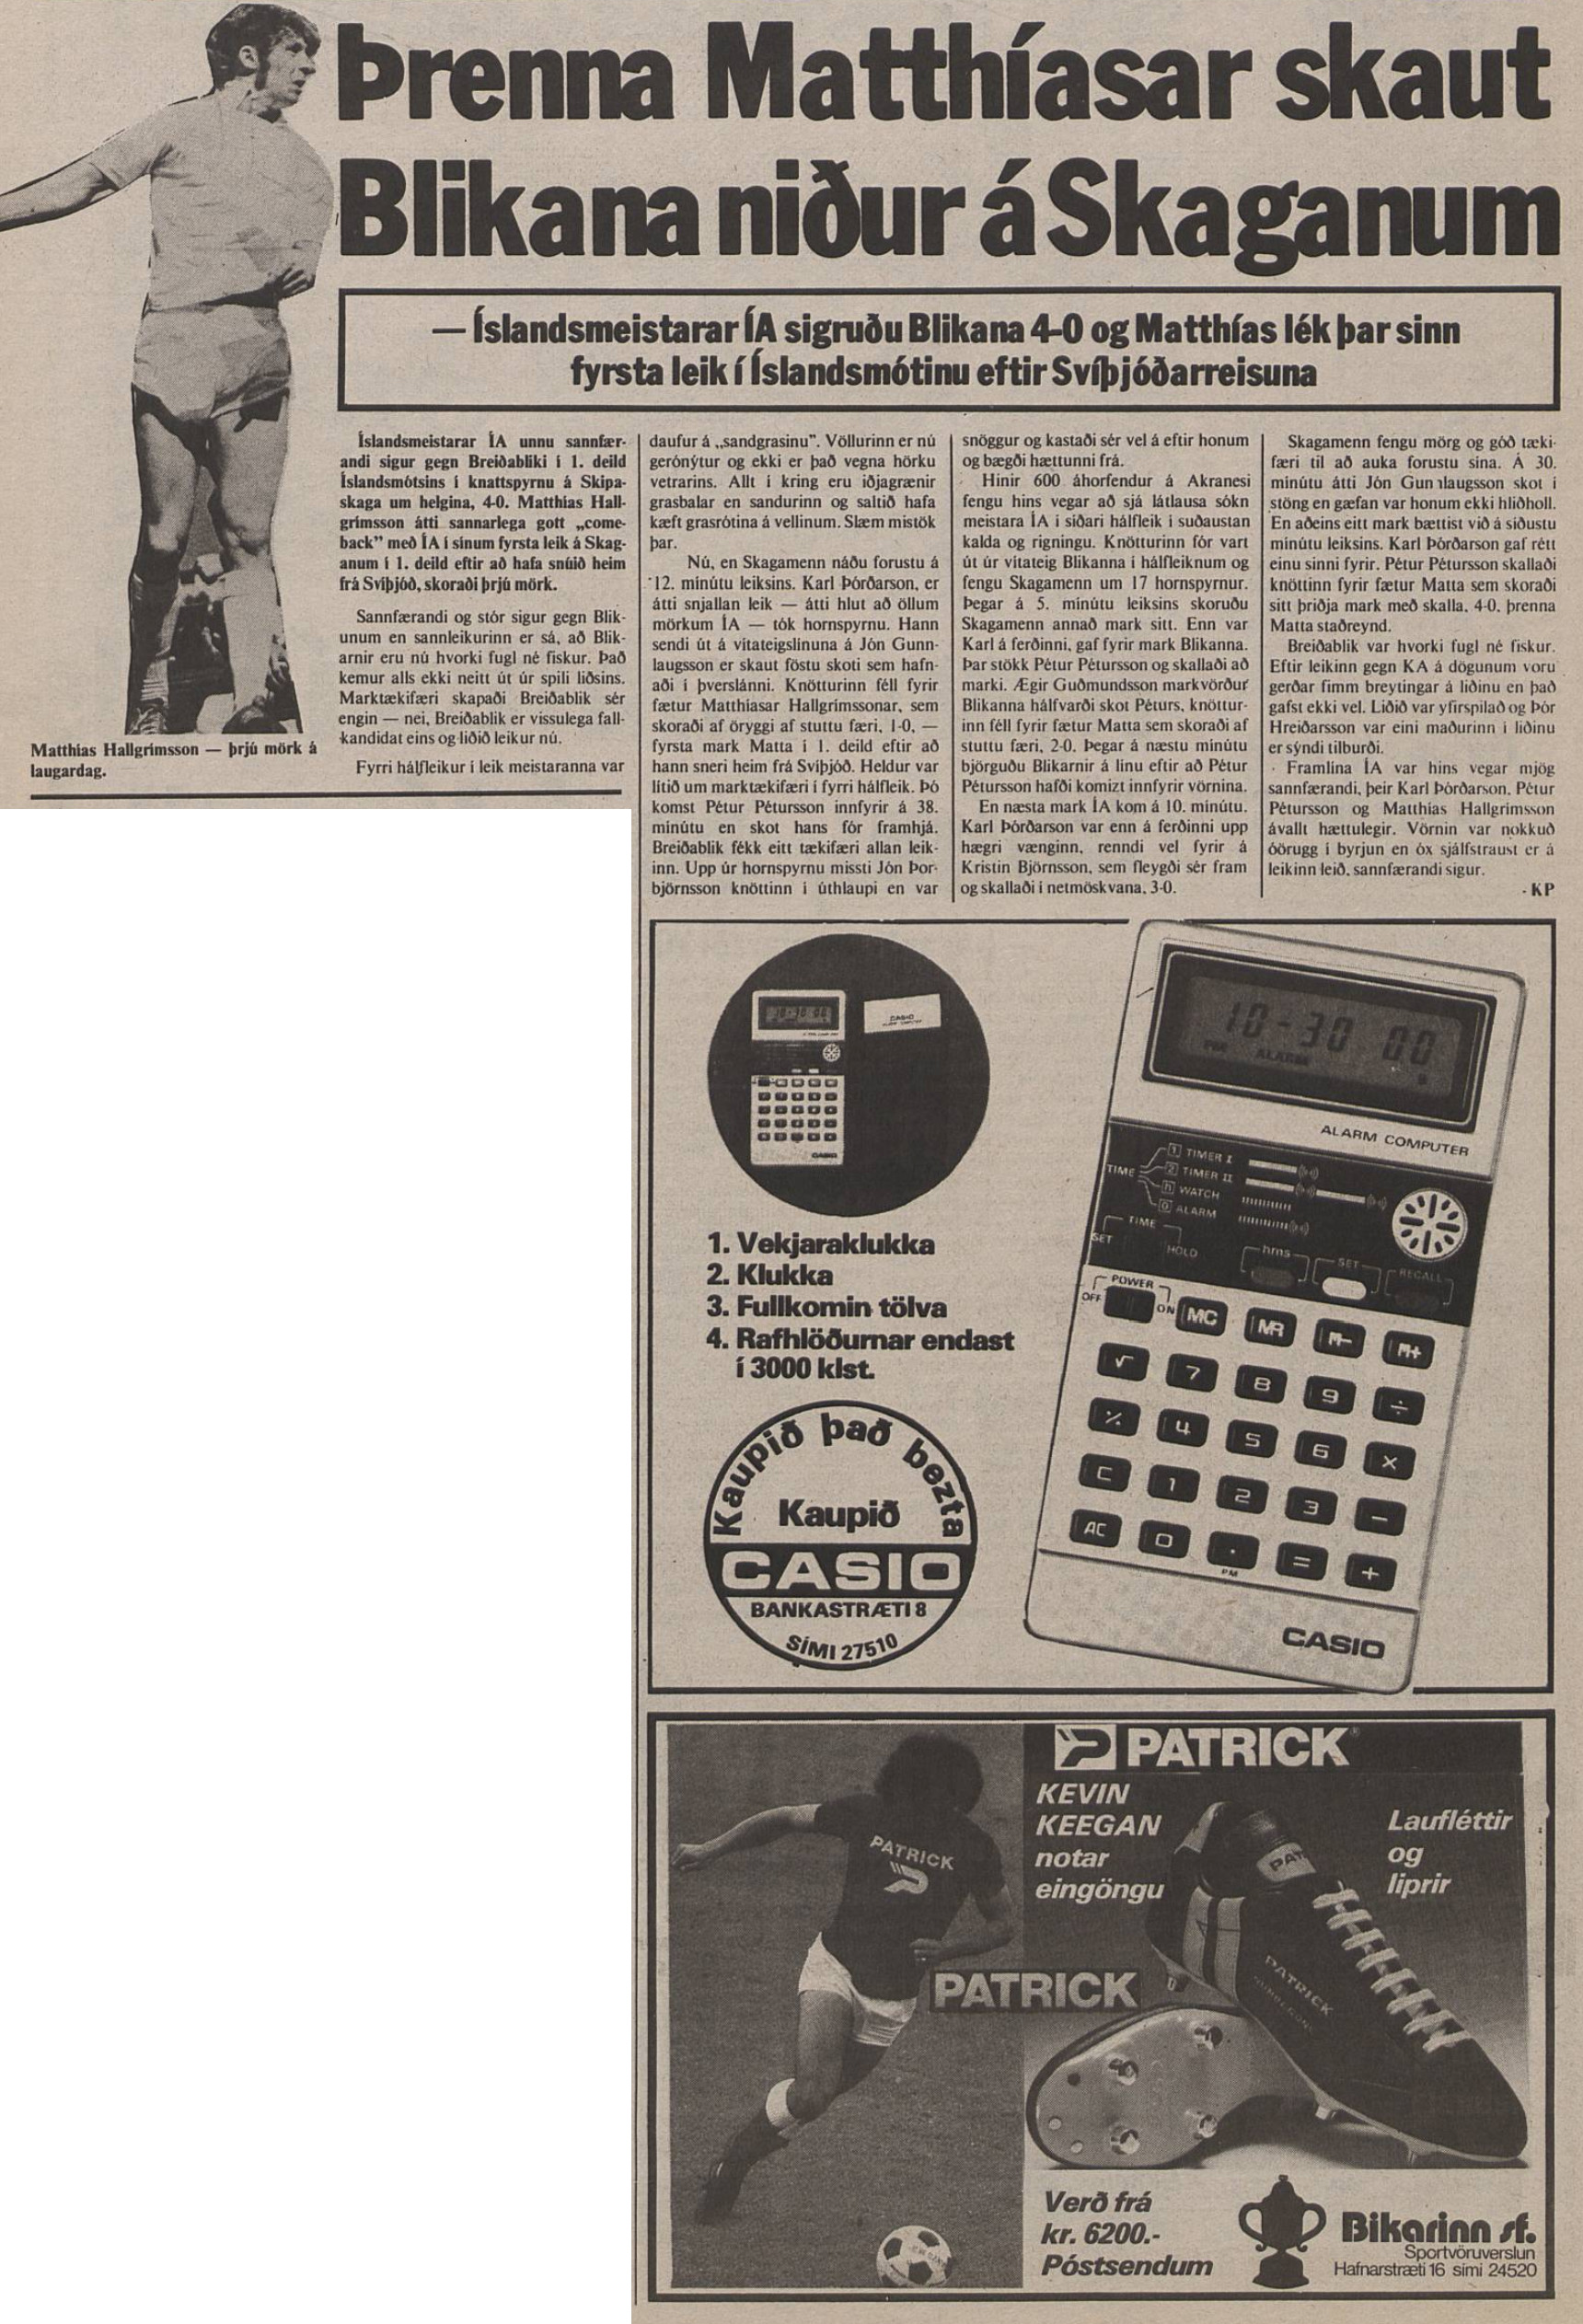 Þrenna Matthíasar skaut
Blikana niður á Skaganum
— Íslandsmeistarar ÍA sigruðu Blikana 4-0 og Matthías lék þar sinn
fyrsta leik í Íslandsmótinu eftir Svíþjóðarreisuna
Matthías Hallgrímsson — þrjú mörk á
laugardag.
Íslandsmeistarar ÍA unnu sannfær-
andi sigur gegn Breiðabliki í 1. deild
Íslandsmótsins í knattspyrnu á Skipa-
skaga um helgina, 4-0. Matthías Hall-
grímsson átti sannarlega gott „come-
back” með ÍA í sínum fyrsta leik á Skag-
anum í 1. deild eftir að hafa snúið heim
frá Svíþjóð, skoraði þrjú mörk.
Sannfærandi og stór sigur gegn Blik-
unum en sannleikurinn er sá, að Blik-
arnir eru nú hvorki fugl né fiskur. Það
kemur alls ekki neitt út úr spili liðsins.
Marktækifæri skapaði Breiðablik sér
engin — nei, Breiðablik er vissulega fall-
kandidat eins og liðið leikur nú.
Fyrri hálfleikur í leik meistaranna var
daufur á „sandgrasinu”. Völlurinn er nú
gerónýtur og ekki er það vegna hörku
vetrarins. Allt í kring eru iðjagrænir
grasbalar en sandurinn og saltið hafa
kæft grasrótina á vellinum. Slæm mistök
þar.
Nú, en Skagamenn náðu forustu á
12. mínútu leiksins. Karl Þórðarson, er
átti snjallan leik — átti hlut að öllum
mörkum ÍA — tók hornspyrnu. Hann
sendi út á vítateigslínuna á Jón Gunn-
laugsson er skaut föstu skoti sem hafn-
aði í þverslánni. Knötturinn féll fyrir
fætur Matthíasar Hallgrímssonar, sem
skoraði af öryggi af stuttu færi, 1-0, —
fyrsta mark Matta í 1. deild eftir að
hann sneri heim frá Svíþjóð. Heldur var
lítið um marktækifæri í fyrri hálfleik. Þó
komst Pétur Pétursson innfyrir á 38.
mínútu en skot hans fór framhjá.
Breiðablik fékk eitt tækifæri allan leik-
inn. Upp úr hornspyrnu missti Jón Þor-
björnsson knöttinn í úthlaupi en var
snöggur og kastaði sér vel á eftir honum
og bægði hættunni frá.
Hinir 600 áhorfendur á Akranesi
fengu hins vegar að sjá látlausa sókn
meistara ÍA í síðari hálfleik í suðaustan
kalda og rigningu. Knötturinn fór vart
út úr vítateig Blikanna í hálfleiknum og
fengu Skagamenn um 17 hornspyrnur.
Þegar á 5. mínútu leiksins skoruðu
Skagamenn annað mark sitt. Enn var
Karl á ferðinni, gaf fyrir mark Blikanna.
Þar stökk Pétur Pétursson og skallaði að
marki. Ægir Guðmundsson markvörður
Blikanna hálfvarði skot Péturs, knöttur-
inn féll fyrir fætur Matta sem skoraði af
stuttu færi, 2-0. Þegar á næstu mínútu
björguðu Blikarnir á línu eftir að Pétur
Pétursson hafði komizt innfyrir vörnina.
En næsta mark ÍA kom á 10. mínútu.
Karl Þórðarson var enn á ferðinni upp
hægri vænginn, renndi vel fyrir á
Kristin Björnsson, sem fleygði sér fram
og skallaði í netmöskvana, 3-0.
Skagamenn fengu mörg og góð tæki-
færi til að auka forustu sína. Á 30.
mínútu átti Jón Gunnlaugsson skot í
stöng en gæfan var honum ekki hliðholl.
En aðeins eitt mark bættist við á síðustu
mínútu leiksins. Karl Þórðarson gaf rétt
einu sinni fyrir. Pétur Pétursson skallaði
knöttinn fyrir fætur Matta sem skoraði
sitt þriðja mark með skalla, 4-0, þrenna
Matta staðreynd.
Breiðablik var hvorki fugl né fiskur.
Eftir leikinn gegn KA á dögunum voru
gerðar fimm breytingar á liðinu en það
gafst ekki vel. Liðið var yfirspilað og Þór
Hreiðarsson var eini maðurinn í liðinu
er sýndi tilburði.
Framlína ÍA var hins vegar mjög
sannfærandi, þeir Karl Þórðarson, Pétur
Pétursson og Matthías Hallgrímsson
ávallt hættulegir. Vörnin var nokkuð
óörugg í byrjun en óx sjálfstraust er á
leikinn leið, sannfærandi sigur.
- KP
CASIO
CASIO
10-30 00
PM ALARM
ALARM COMPUTER
TIME
1 TIMER I
2 TIMER II
h WATCH
0 ALARM
TIME
SET
HOLD
hms
SET
RECALL
POWER
OFF
ON
MC MR M- M+
√ 7 8 9 ÷
% 4 5 6 ×
C 1 2 3 −
AC 0 · = +
PM
CASIO
1. Vekjaraklukka
2. Klukka
3. Fullkomin tölva
4. Rafhlöðurnar endast
í 3000 klst.
Kaupið það bezta
Kaupið
CASIO
BANKASTRÆTI 8
SÍMI 27510
PATRICK
KEVIN
KEEGAN
notar
eingöngu
Laufléttir
og
liprir
PATRICK
PATRICK
PATRICK
Verð frá
kr. 6200.-
Póstsendum
Bikarinn sf.
Sportvöruverslun
Hafnarstræti 16 sími 24520